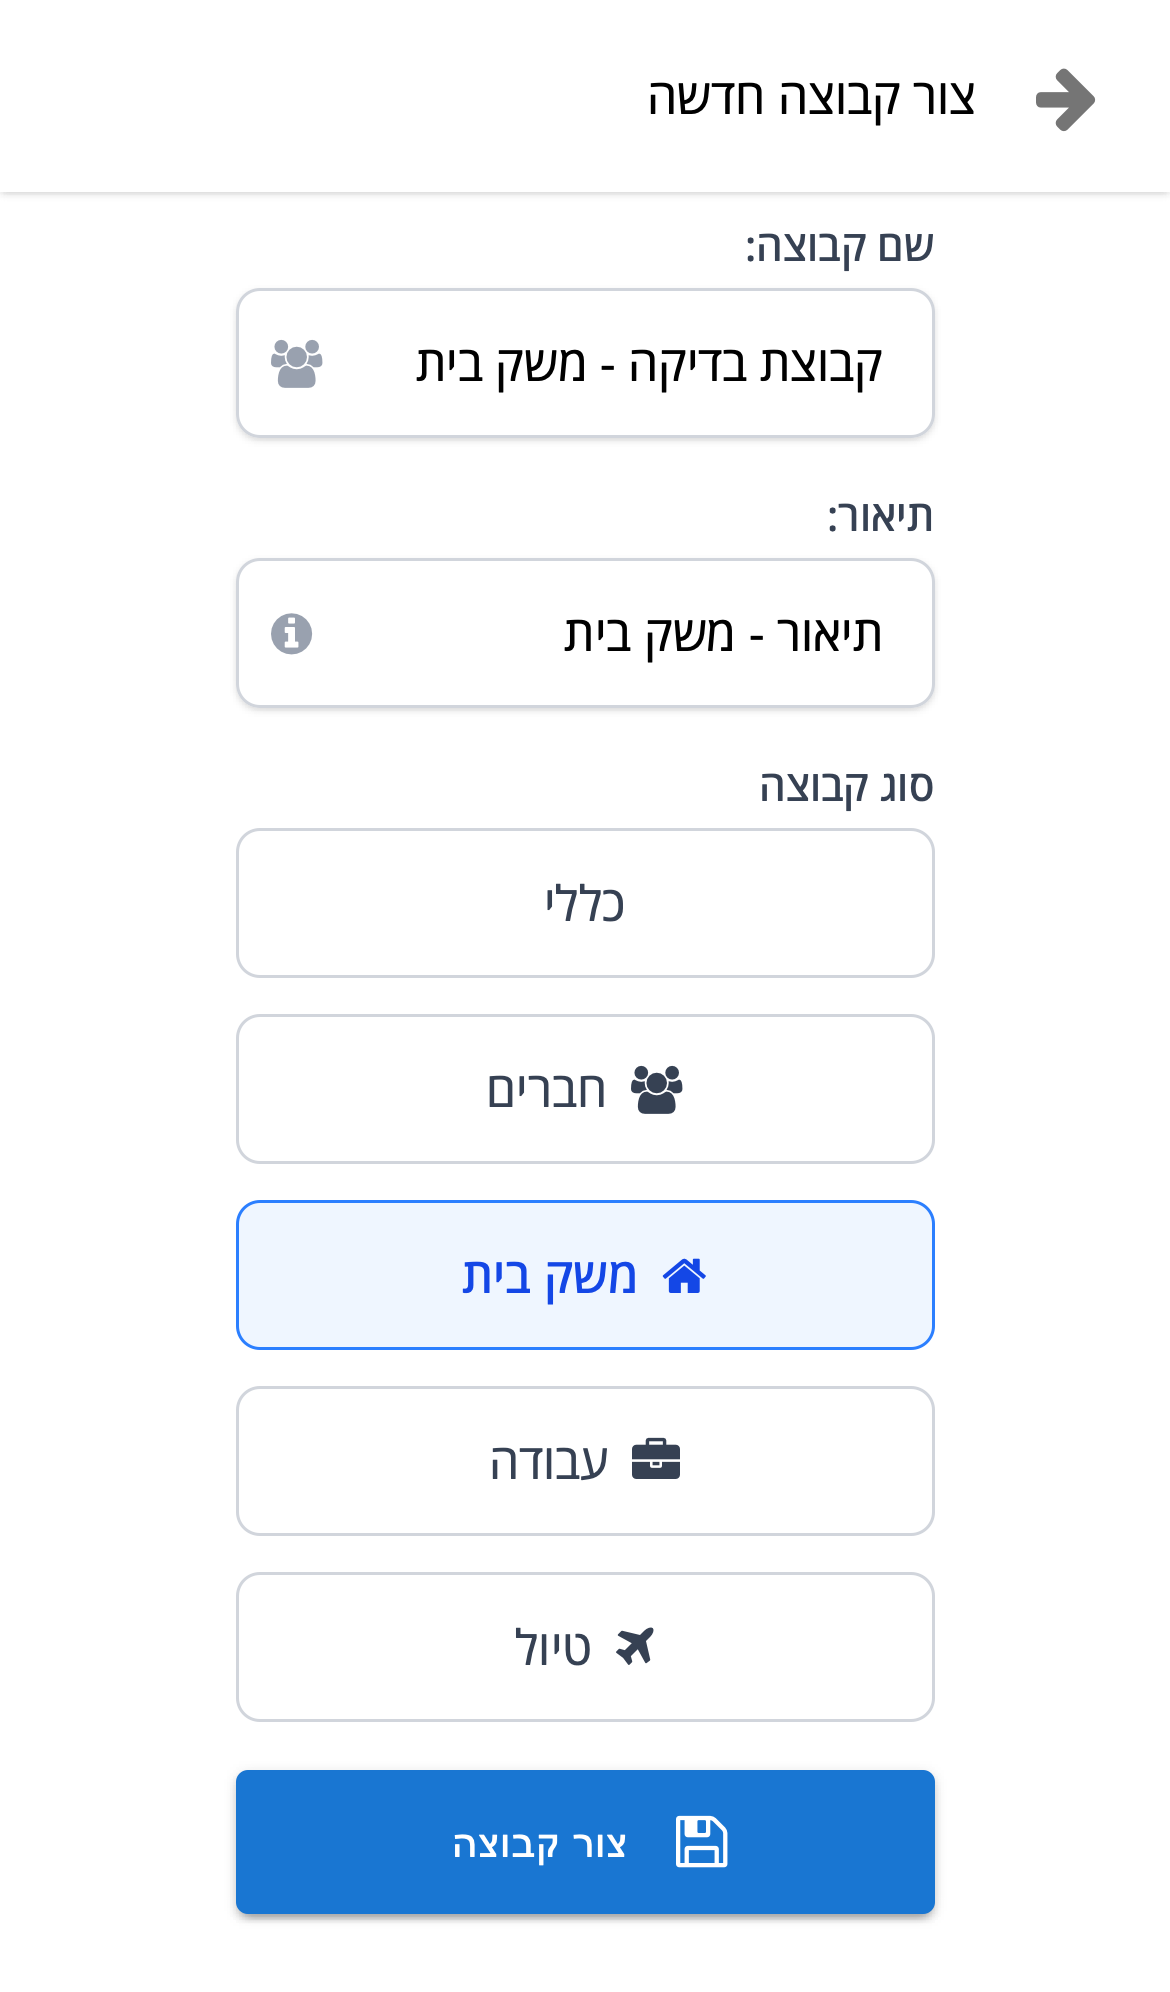 צור קבוצה חדשה
שם קבוצה:
קבוצת בדיקה - משק בית
תיאור:
תיאור - משק בית
סוג קבוצה
כללי
חברים
משק בית
עבודה
טיול
צור קבוצה